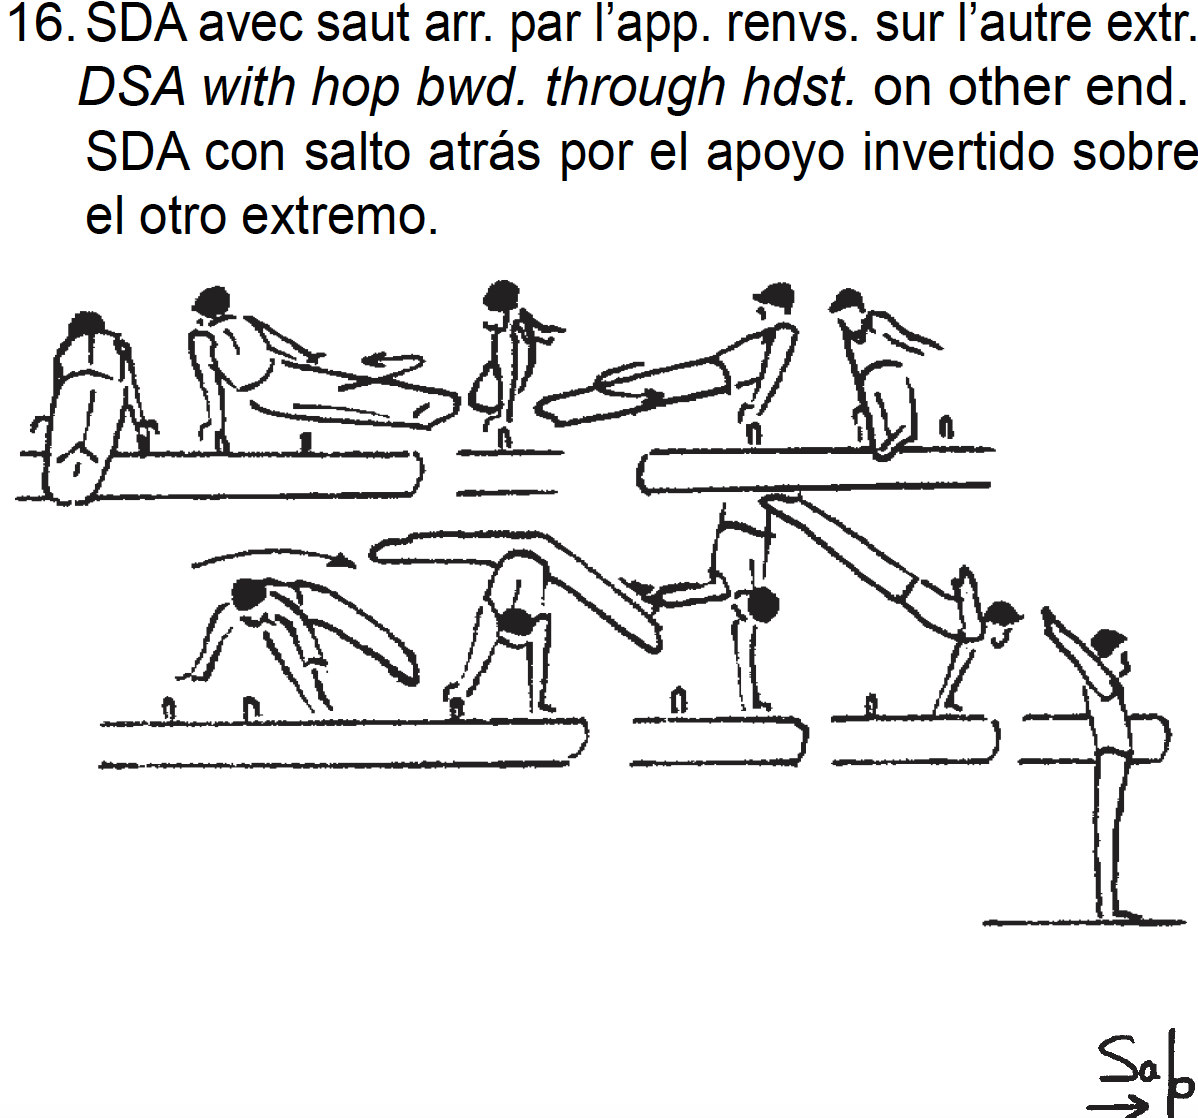 16. SDA avec saut arr. par l’app. renvs. sur l’autre extr.
DSA with hop bwd. through hdst. on other end.
SDA con salto atrás por el apoyo invertido sobre
el otro extremo.
Sap